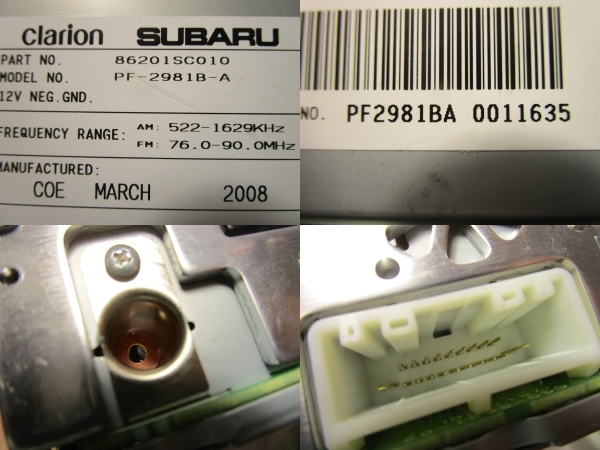 clarion SUBARU
PART NO. 86201SC010
MODEL NO. PF-2981B-A
12V NEG.GND.
FREQUENCY RANGE: AM: 522-1629KHz
FM: 76.0-90.0MHz
MANUFACTURED:
COE MARCH 2008
NO. PF2981BA 0011635